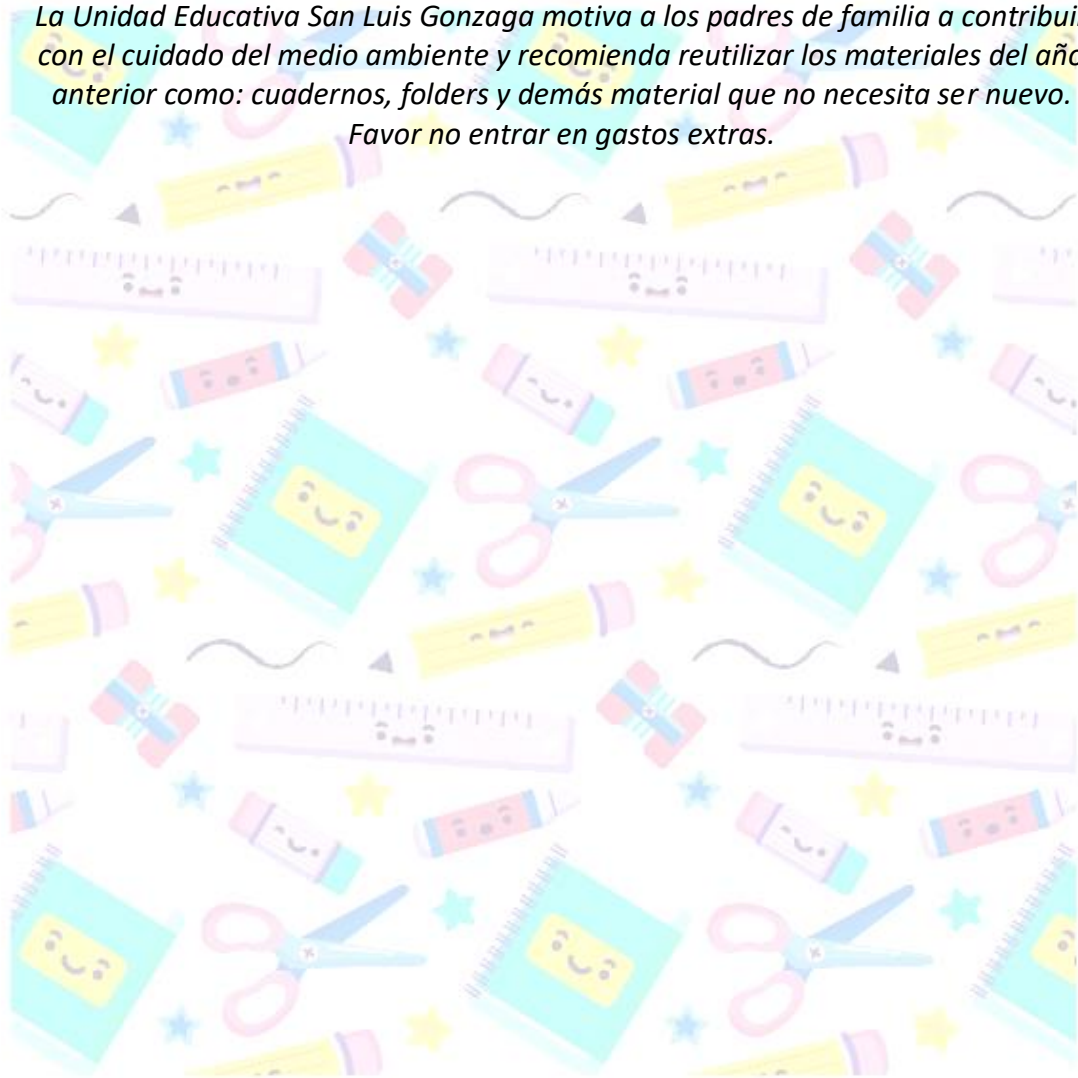 La Unidad Educativa San Luis Gonzaga motiva a los padres de familia a contribui
con el cuidado del medio ambiente y recomienda reutilizar los materiales del año
anterior como: cuadernos, folders y demás material que no necesita ser nuevo.
Favor no entrar en gastos extras.